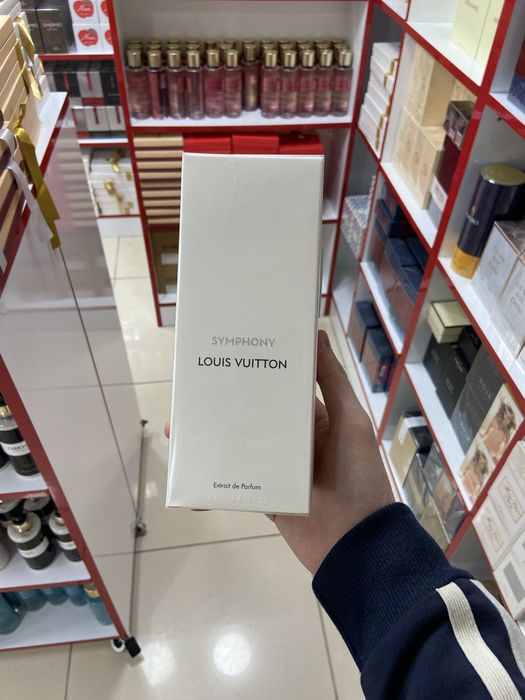 SYMPHONY
LOUIS VUITTON
Extrait de Parfum